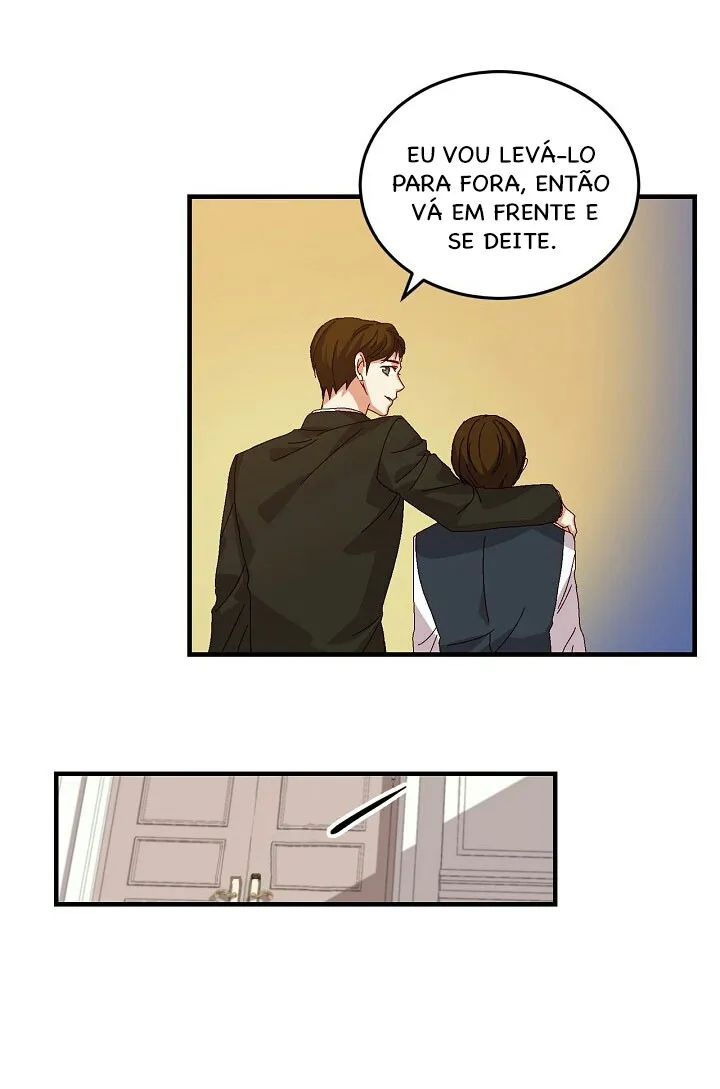 EU VOU LEVÁ-LO
PARA FORA, ENTÃO
VÁ EM FRENTE E
SE DEITE.